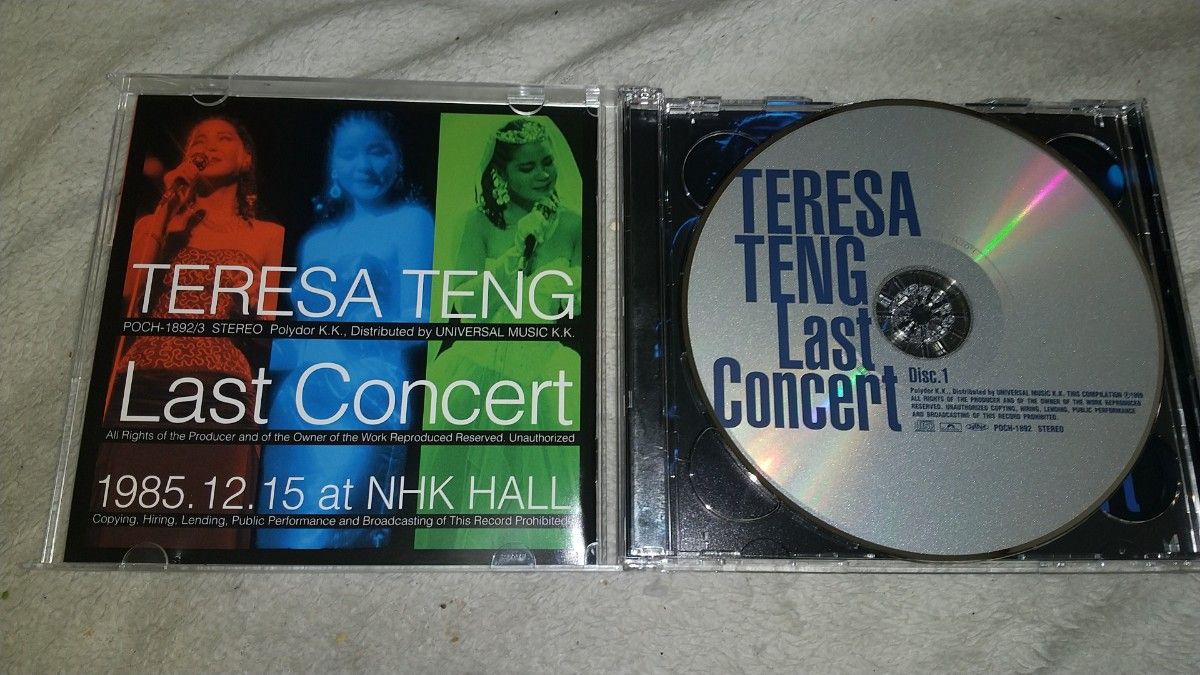 TERESA TENG
POCH-1892/3 STEREO Polydor K.K., Distributed by UNIVERSAL MUSIC K.K.
Last Concert
All Rights of the Producer and of the Owner of the Work Reproduced Reserved. Unauthorized
1985.12.15 at NHK HALL
Copying, Hiring, Lending, Public Performance and Broadcasting of This Record Prohibited.
TERESA
TENG
Last
Concert
Disc.1
Polydor K.K., Distributed by UNIVERSAL MUSIC K.K. THIS COMPILATION ℗1999
ALL RIGHTS OF THE PRODUCER AND OF THE OWNER OF THE WORK REPRODUCED
RESERVED. UNAUTHORIZED COPYING, HIRING, LENDING, PUBLIC PERFORMANCE
AND BROADCASTING OF THIS RECORD PROHIBITED.
POCH-1892 STEREO